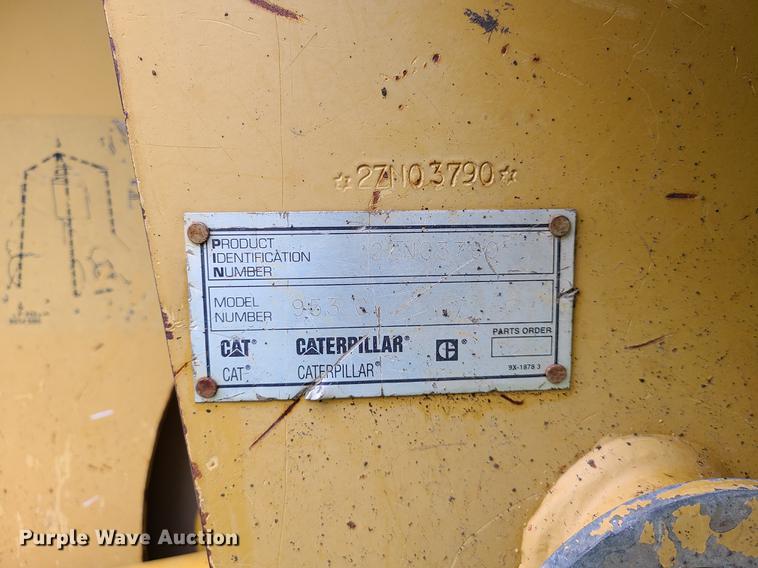 ☆27N03790☆
PRODUCT IDENTIFICATION NUMBER
27N03790
MODEL NUMBER
953
CAT® CATERPILLAR®
CAT® CATERPILLAR®
PARTS ORDER
9X-1878 3
Purple Wave Auction